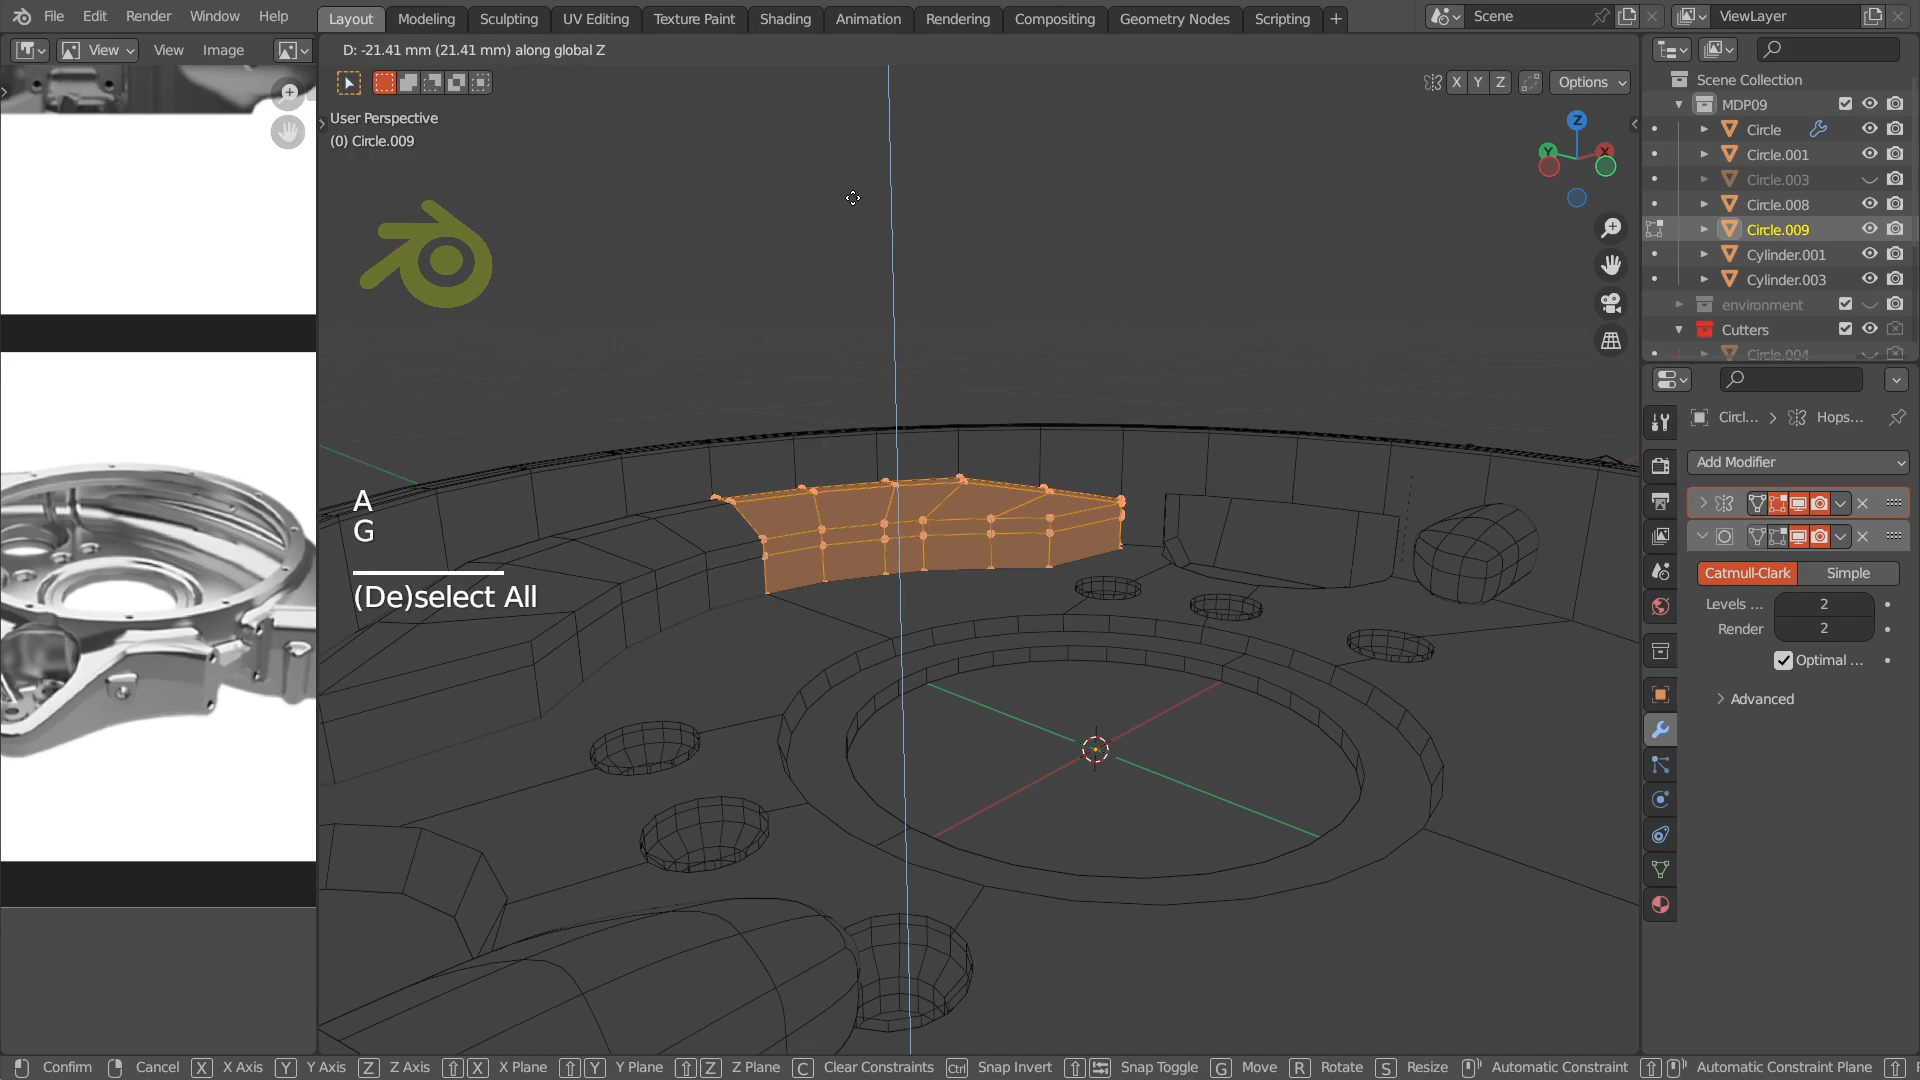 File Edit Render Window Help Layout Modeling Sculpting UV Editing Texture Paint Shading Animation Rendering Compositing Geometry Nodes Scripting + Scene ViewLayer
View View Image
D: -21.41 mm (21.41 mm) along global Z
X Y Z Options
User Perspective
(0) Circle.009
Z
Y
X
Scene Collection
MDP09
Circle
Circle.001
Circle.003
Circle.008
Circle.009
Cylinder.001
Cylinder.003
environment
Cutters
Circle.004
Circl... Hops...
Add Modifier
Catmull-Clark Simple
Levels ... 2
Render 2
Optimal ...
Advanced
A
G
(De)select All
Confirm Cancel X X Axis Y Y Axis Z Z Axis X X Plane Y Y Plane Z Z Plane C Clear Constraints Ctrl Snap Invert Snap Toggle G Move R Rotate S Resize Automatic Constraint Automatic Constraint Plane